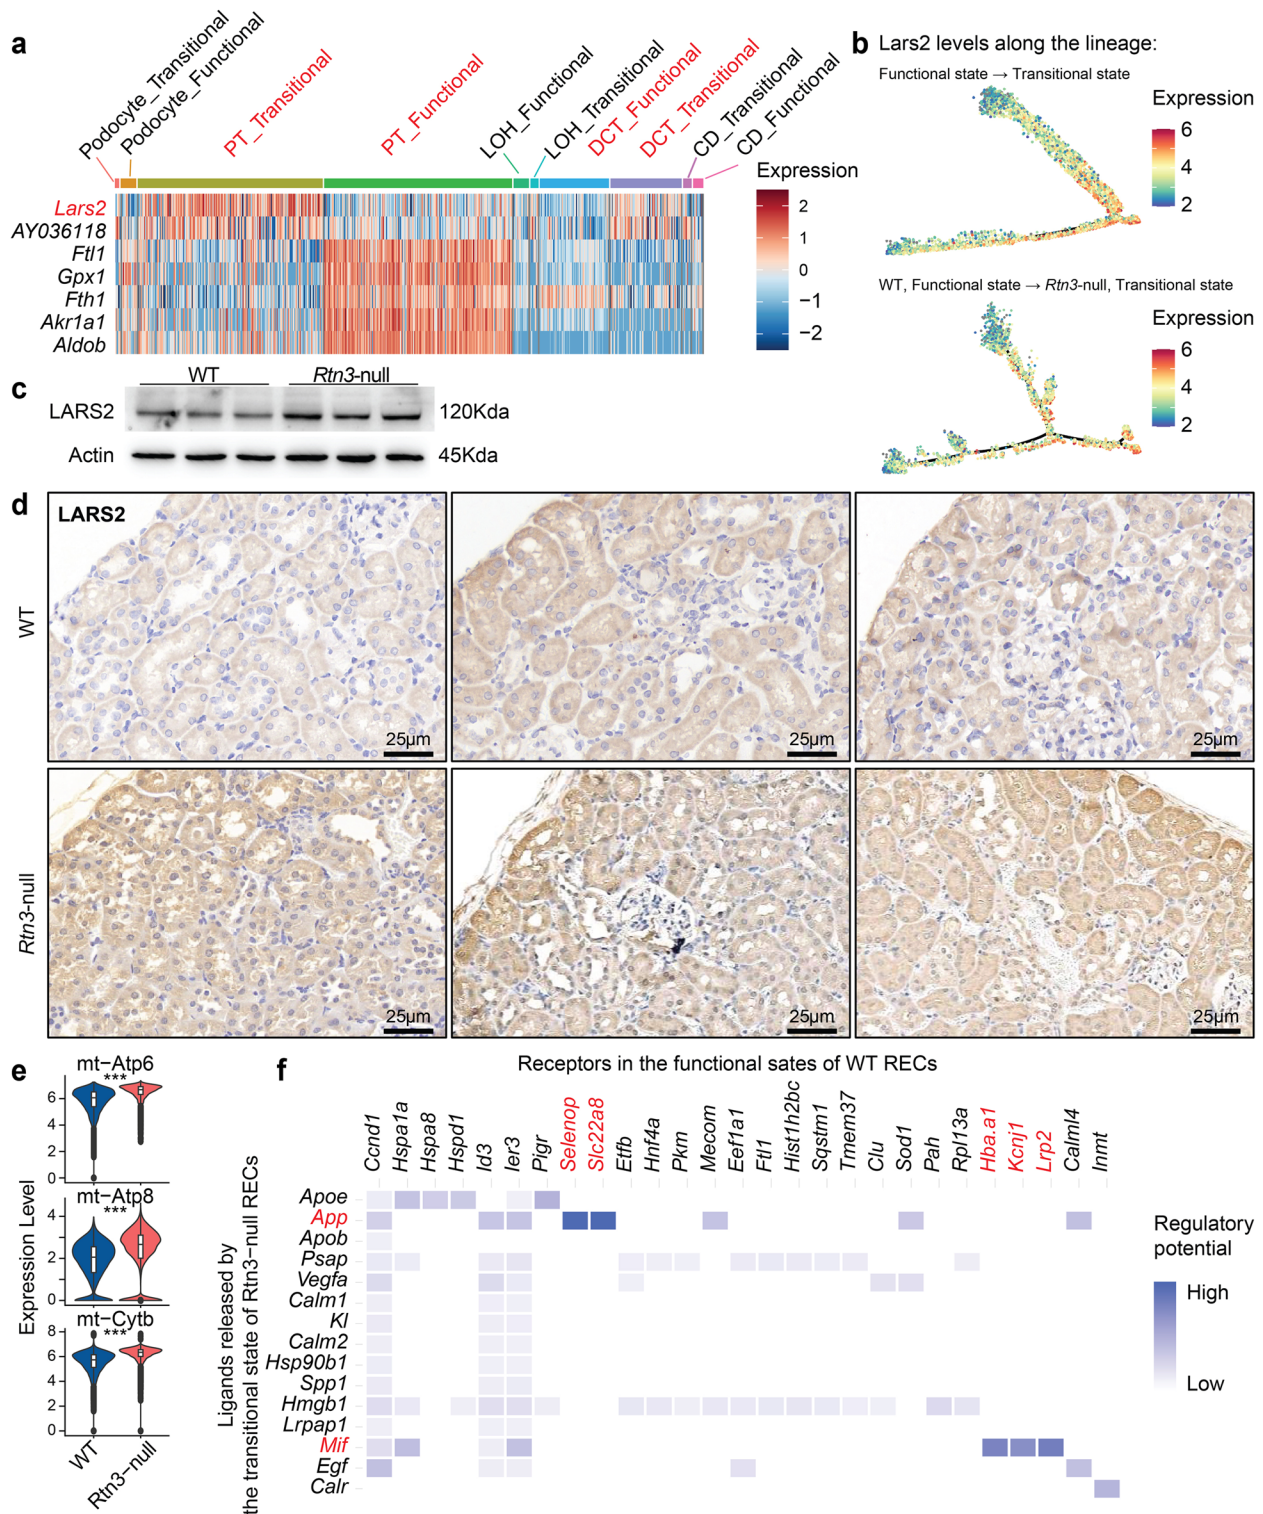 a
Podocyte_Transitional
Podocyte_Functional
PT_Transitional
PT_Functional
LOH_Functional
LOH_Transitional
DCT_Functional
DCT_Transitional
CD_Transitional
CD_Functional
Lars2
AY036118
Ftl1
Gpx1
Fth1
Akr1a1
Aldob
Expression
2
1
0
−1
−2
b
Lars2 levels along the lineage:
Functional state → Transitional state
Expression
6
4
2
WT, Functional state → Rtn3-null, Transitional state
Expression
6
4
2
c
WT
Rtn3-null
LARS2
120Kda
Actin
45Kda
d
LARS2
WT
25μm
25μm
25μm
Rtn3-null
25μm
25μm
25μm
e
Expression Level
mt−Atp6
***
6
4
2
0
mt−Atp8
***
4
2
0
mt−Cytb
***
8
6
4
2
0
WT
Rtn3−null
f
Receptors in the functional sates of WT RECs
Ccnd1
Hspa1a
Hspa8
Hspd1
Id3
Ier3
Pigr
Selenop
Slc22a8
Etfb
Hnf4a
Pkm
Mecom
Eef1a1
Ftl1
Hist1h2bc
Sqstm1
Tmem37
Clu
Sod1
Pah
Rpl13a
Hba.a1
Kcnj1
Lrp2
Calml4
Inmt
Ligands released by
the transitional state of Rtn3−null RECs
Apoe
App
Apob
Psap
Vegfa
Calm1
Kl
Calm2
Hsp90b1
Spp1
Hmgb1
Lrpap1
Mif
Egf
Calr
Regulatory
potential
High
Low